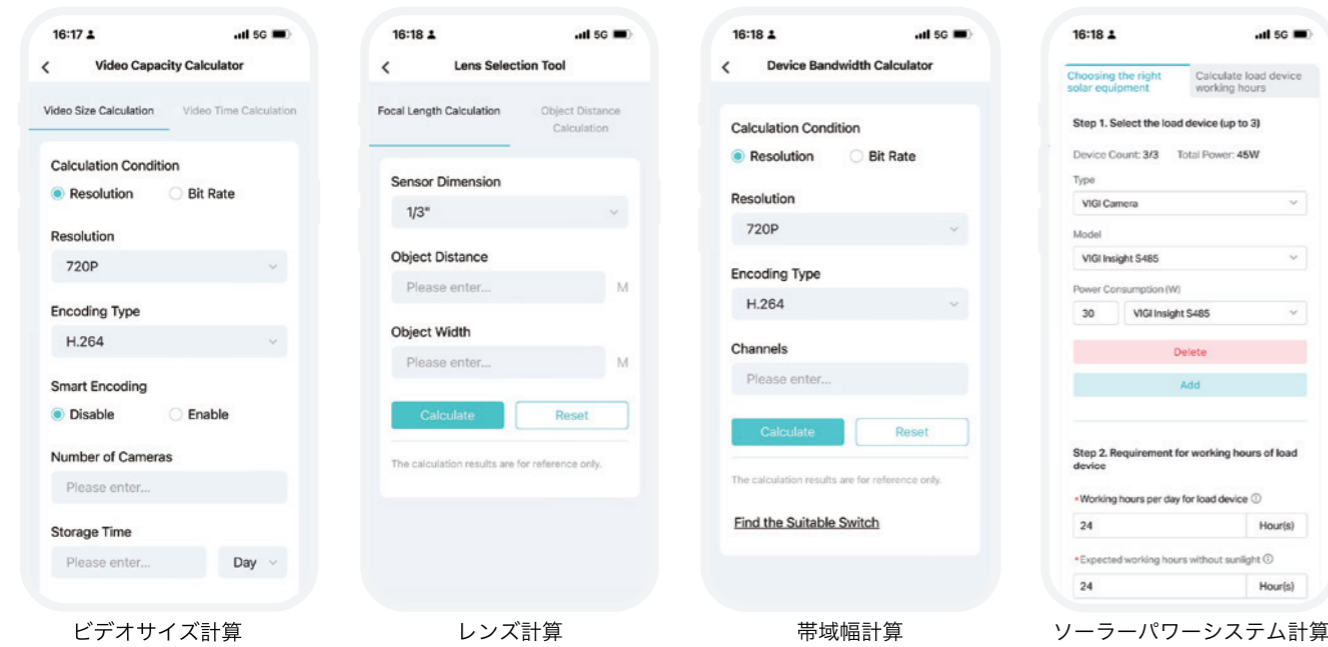 16:17 5G
Video Capacity Calculator
Video Size Calculation Video Time Calculation
Calculation Condition
Resolution Bit Rate
Resolution
720P
Encoding Type
H.264
Smart Encoding
Disable Enable
Number of Cameras
Please enter...
Storage Time
Please enter... Day
ビデオサイズ計算
16:18 5G
Lens Selection Tool
Focal Length Calculation Object Distance
Calculation
Sensor Dimension
1/3"
Object Distance
Please enter... M
Object Width
Please enter... M
Calculate Reset
The calculation results are for reference only.
レンズ計算
16:18 5G
Device Bandwidth Calculator
Calculation Condition
Resolution Bit Rate
Resolution
720P
Encoding Type
H.264
Channels
Please enter...
Calculate Reset
The calculation results are for reference only.
Find the Suitable Switch
帯域幅計算
16:18 5G
Choosing the right Calculate load device
solar equipment working hours
Step 1. Select the load device (up to 3)
Device Count: 3/3 Total Power: 45W
Type
VIGI Camera
Model
VIGI Insight S485
Power Consumption (W)
30 VIGI Insight S485
Delete
Add
Step 2. Requirement for working hours of load
device
*Working hours per day for load device
24 Hour(s)
*Expected working hours without sunlight
24 Hour(s)
ソーラーパワーシステム計算